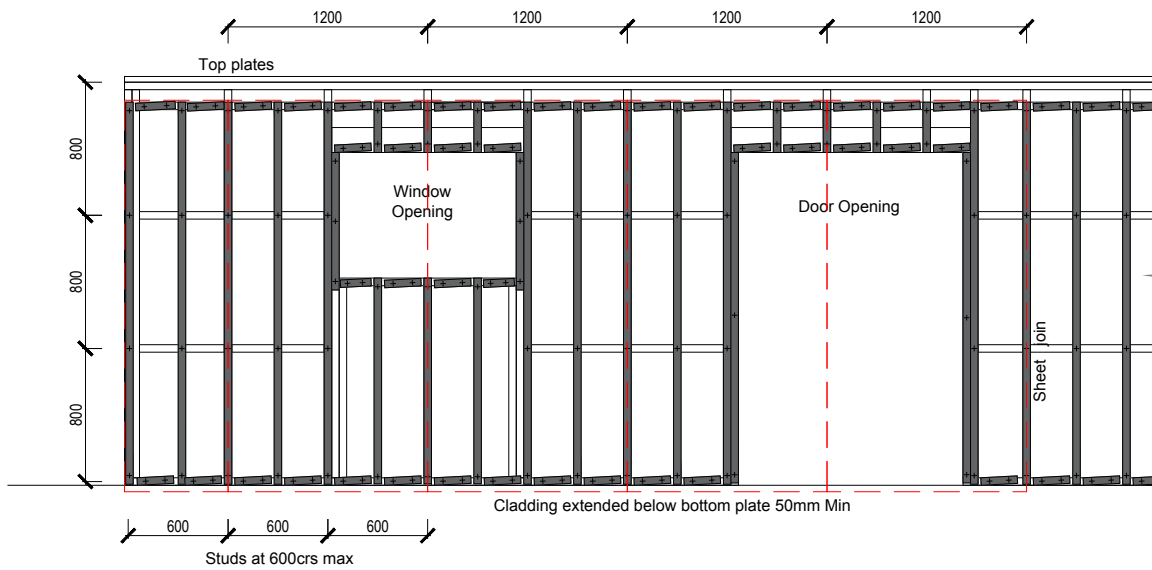 1200
1200
1200
1200
Top plates
800
Window
Opening
Door Opening
800
Sheet join
800
Cladding extended below bottom plate 50mm Min
600
600
600
Studs at 600crs max